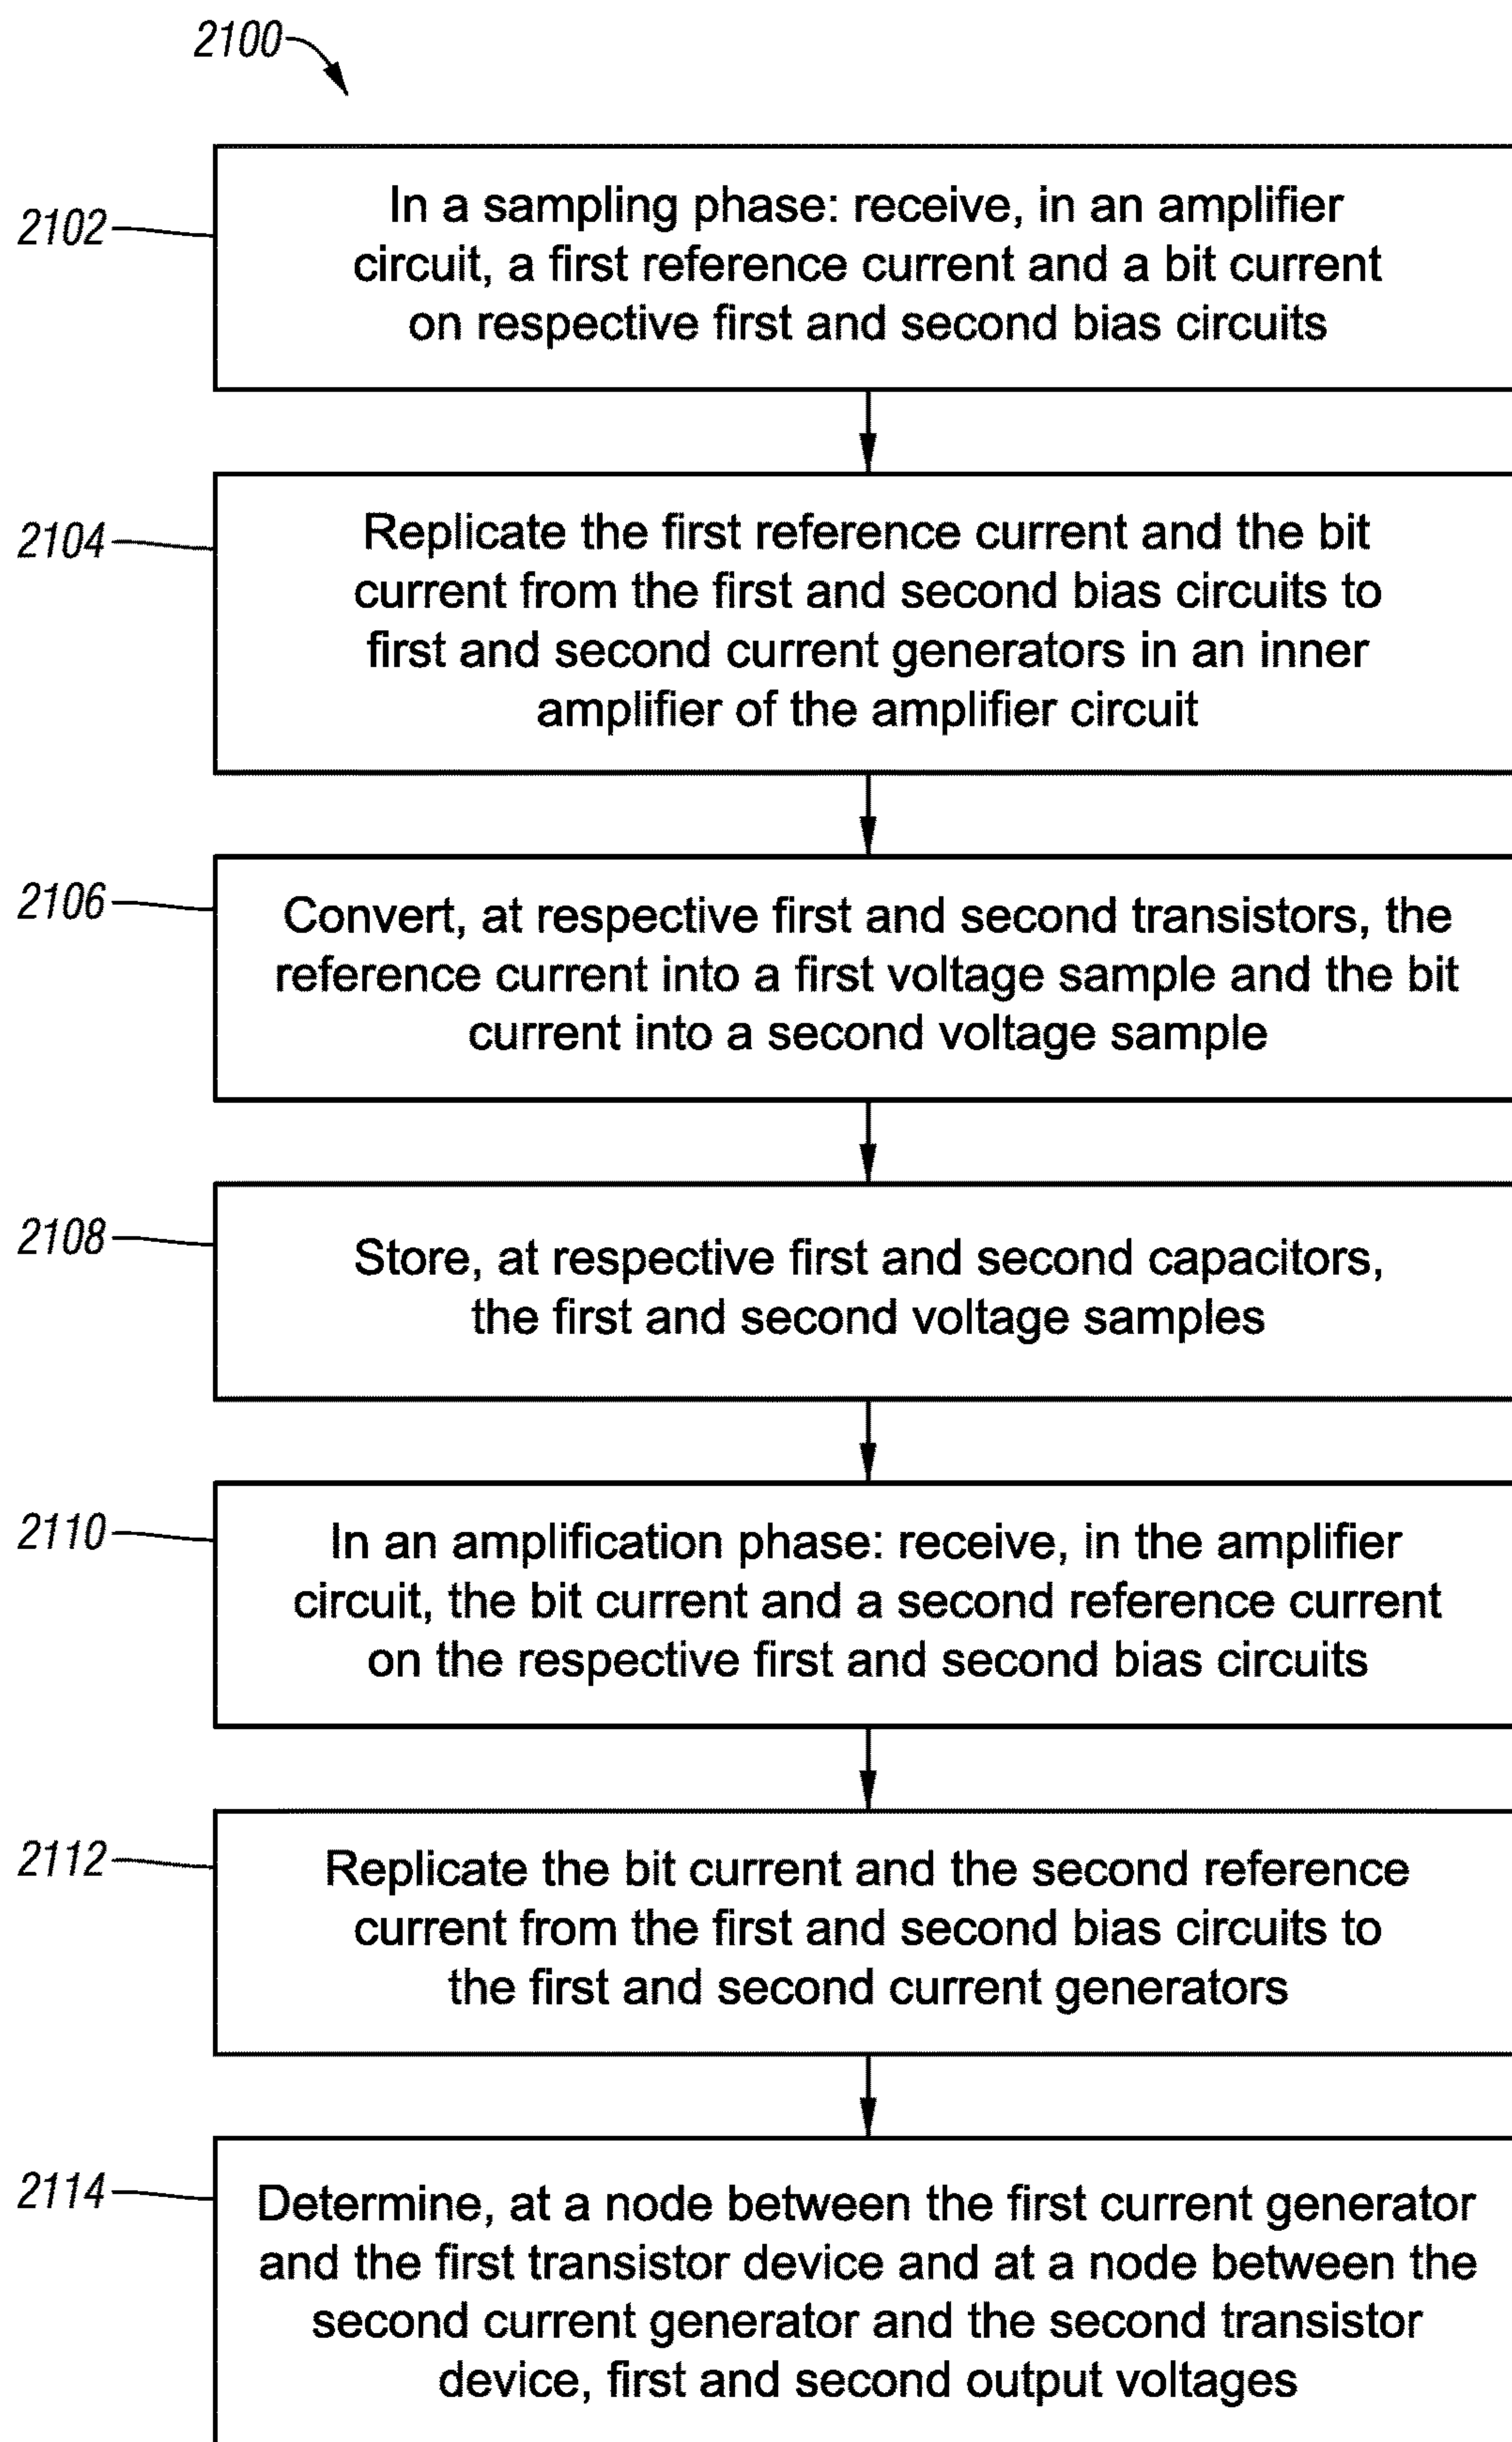 2100
2102
In a sampling phase: receive, in an amplifier
circuit, a first reference current and a bit current
on respective first and second bias circuits
2104
Replicate the first reference current and the bit
current from the first and second bias circuits to
first and second current generators in an inner
amplifier of the amplifier circuit
2106
Convert, at respective first and second transistors, the
reference current into a first voltage sample and the bit
current into a second voltage sample
2108
Store, at respective first and second capacitors,
the first and second voltage samples
2110
In an amplification phase: receive, in the amplifier
circuit, the bit current and a second reference current
on the respective first and second bias circuits
2112
Replicate the bit current and the second reference
current from the first and second bias circuits to
the first and second current generators
2114
Determine, at a node between the first current generator
and the first transistor device and at a node between the
second current generator and the second transistor
device, first and second output voltages